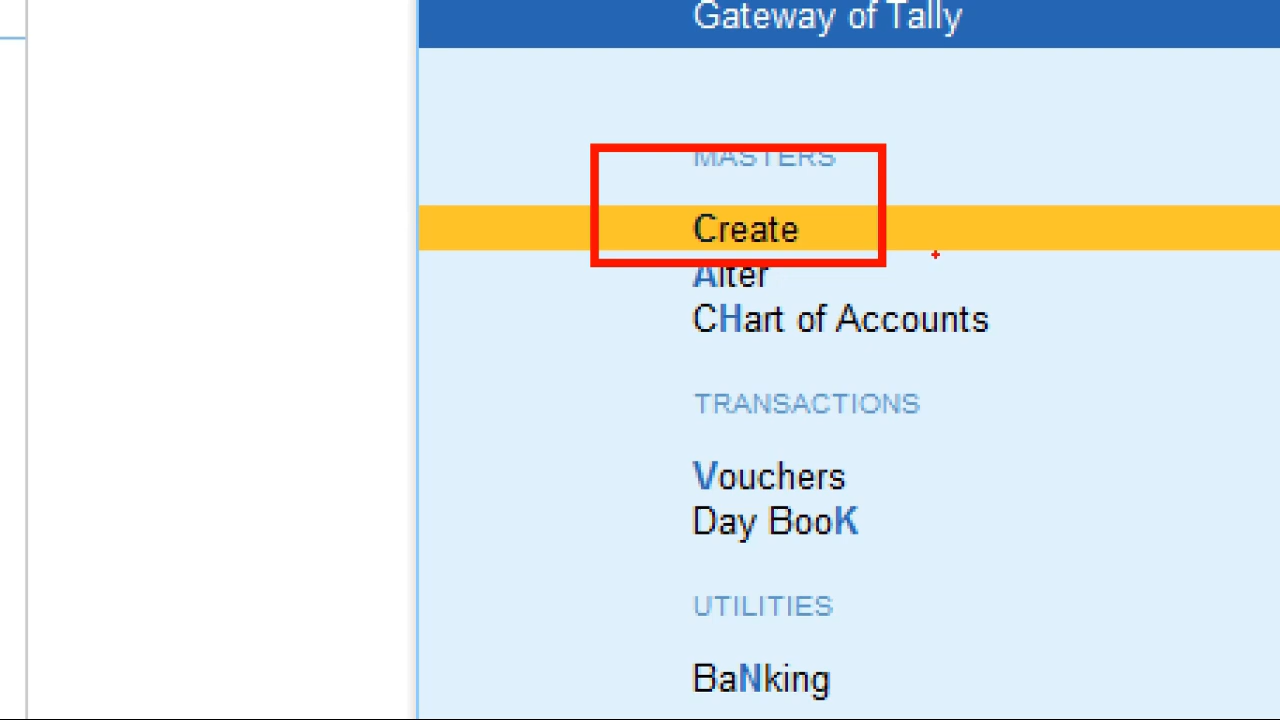 Gateway of Tally
MASTERS
Create
Alter
CHart of Accounts
TRANSACTIONS
Vouchers
Day BooK
UTILITIES
BaNking